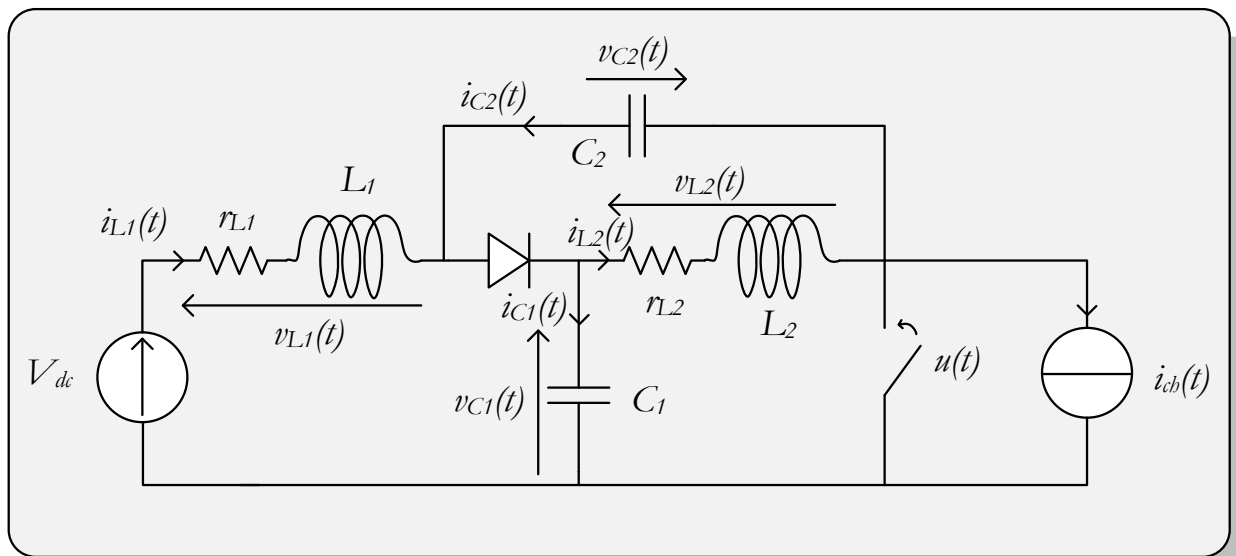 vC2(t)
iC2(t)
C2
L1
vL2(t)
iL1(t)
rL1
iL2(t)
iC1(t)
rL2
L2
vL1(t)
Vdc
vC1(t)
C1
u(t)
ich(t)